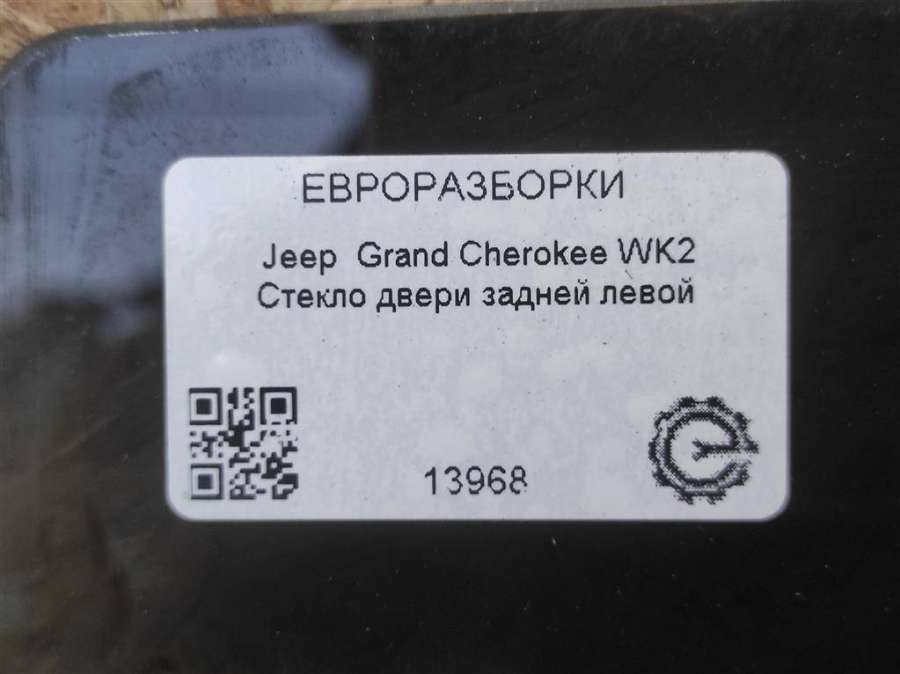 ЕВРОРАЗБОРКИ
Jeep Grand Cherokee WK2
Стекло двери задней левой
13968